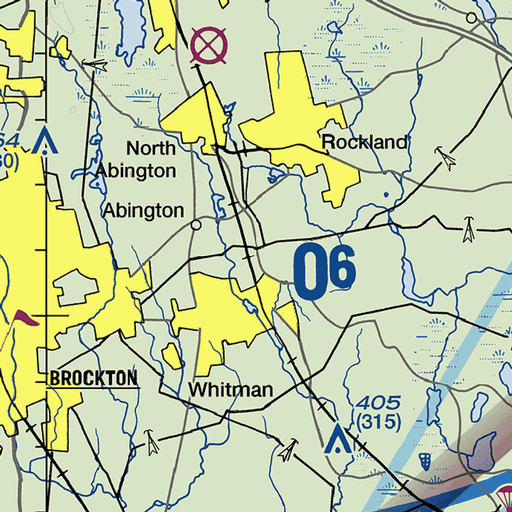 North
Rockland
Abington
Abington
06
BROCKTON
Whitman
405
(315)